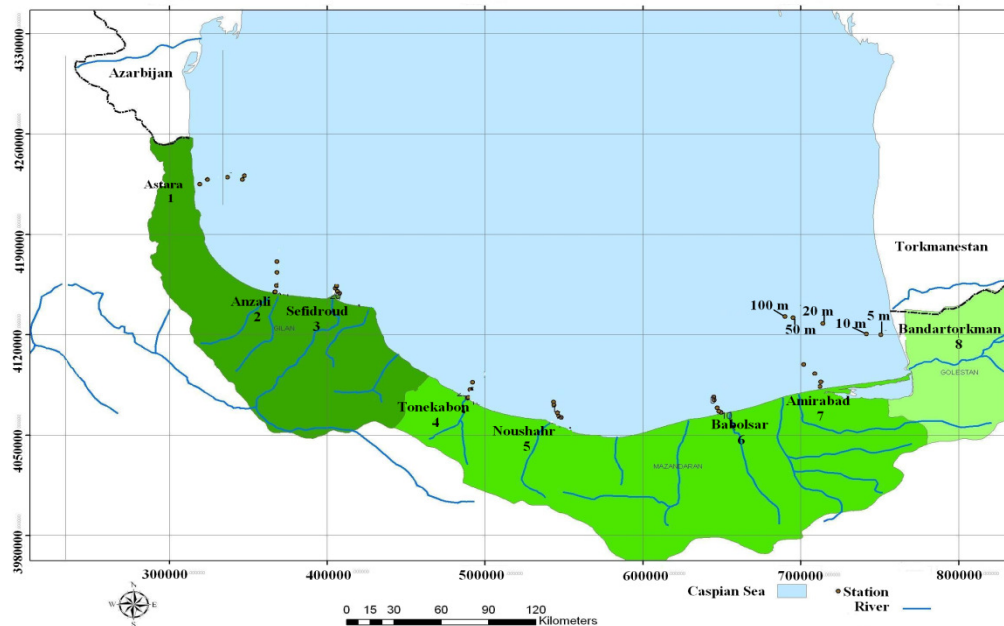 4330000
4260000
4190000
4120000
4050000
3980000
Azarbijan
Astara
1
Anzali
2
Sefidroud
3
GILAN
Tonekabon
4
Noushahr
5
MAZANDARAN
Babolsar
6
Amirabad
7
Torkmanestan
100 m
20 m
50 m
10 m
5 m
Bandartorkman
8
GOLESTAN
300000
400000
500000
600000
700000
800000
N
W
E
S
0 15 30 60 90 120
Kilometers
Caspian Sea
Station
River